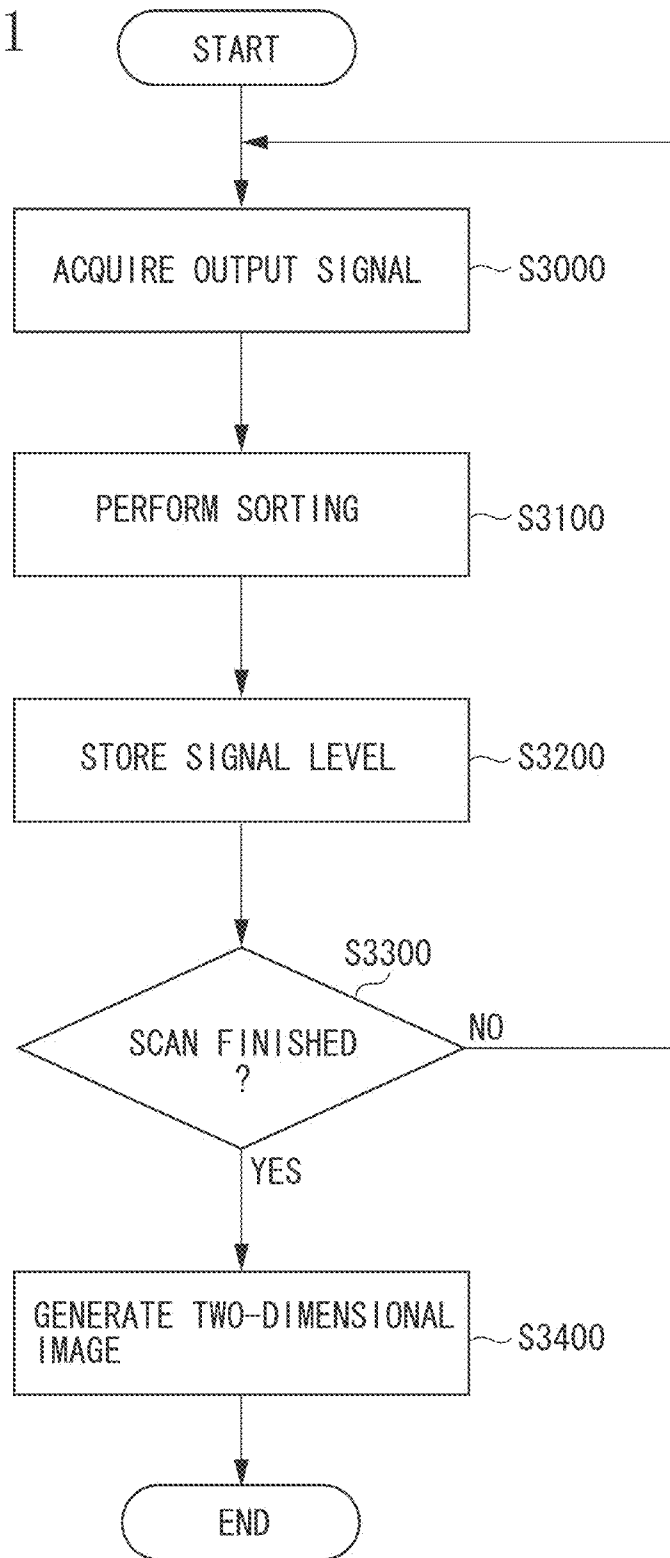 1
START
ACQUIRE OUTPUT SIGNAL
S3000
PERFORM SORTING
S3100
STORE SIGNAL LEVEL
S3200
S3300
SCAN FINISHED
?
NO
YES
GENERATE TWO-DIMENSIONAL
IMAGE
S3400
END